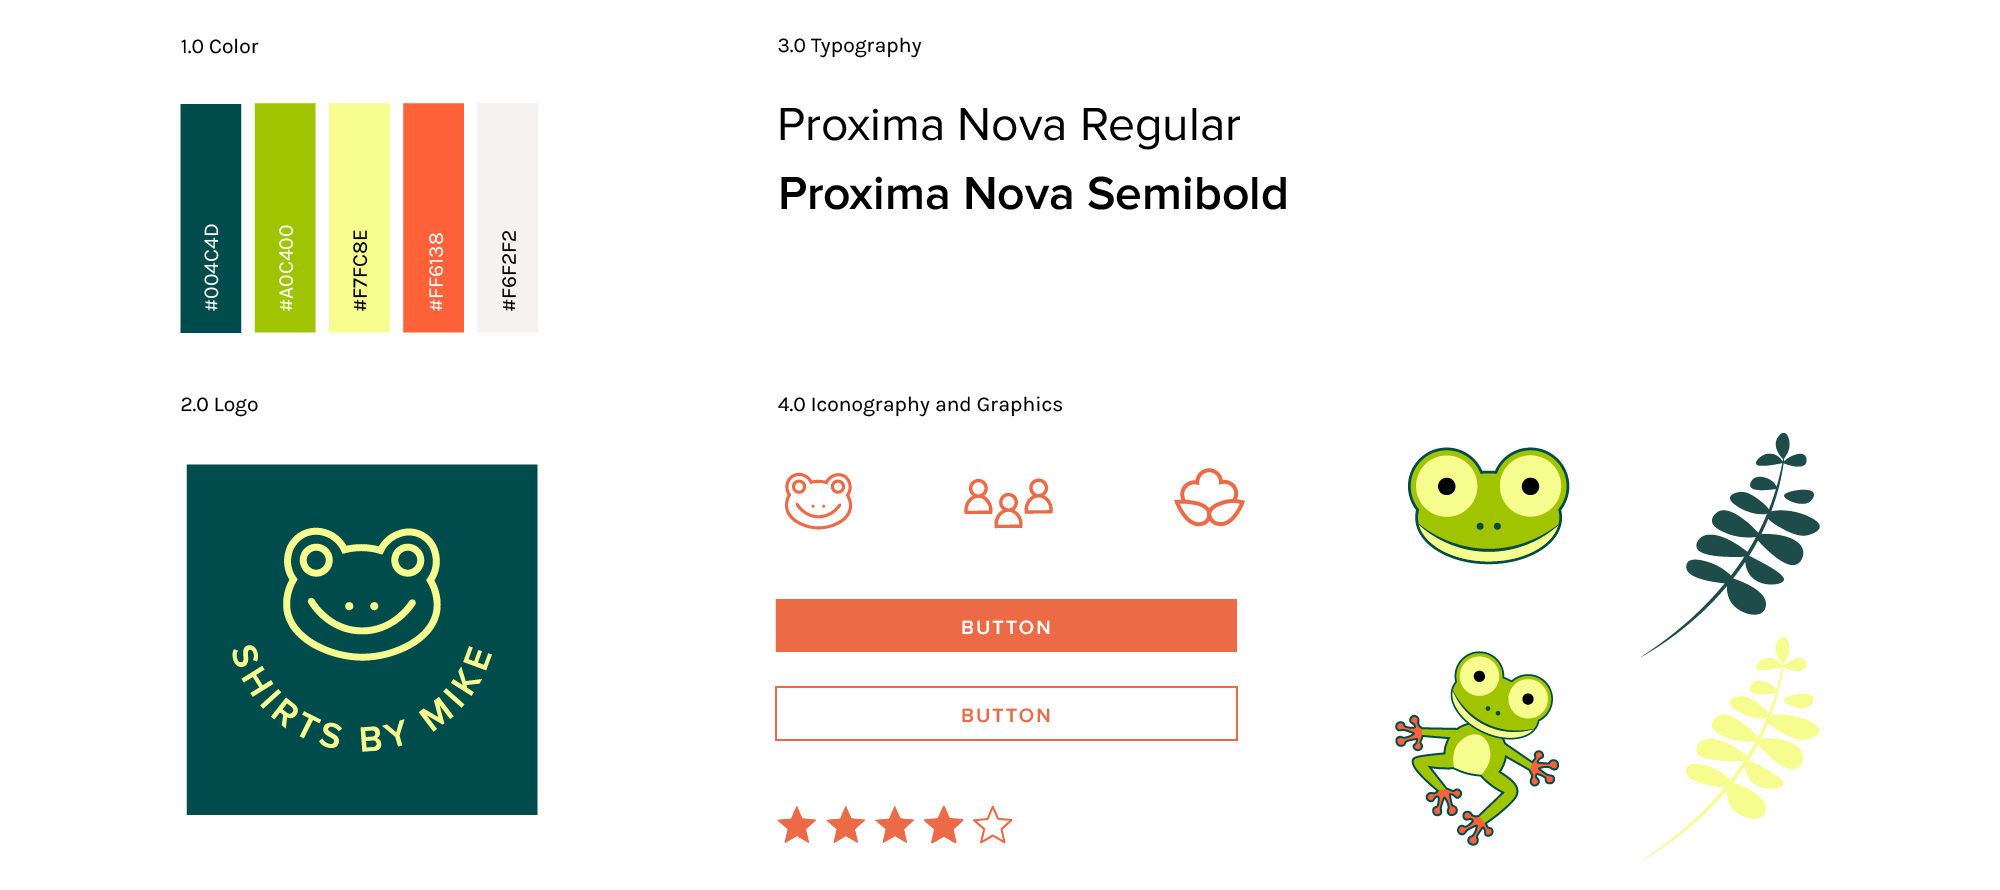 1.0 Color
#004C4D
#A0C400
#F7FC8E
#FF6138
#F6F2F2
2.0 Logo
SHIRTS BY MIKE
3.0 Typography
Proxima Nova Regular
Proxima Nova Semibold
4.0 Iconography and Graphics
BUTTON
BUTTON